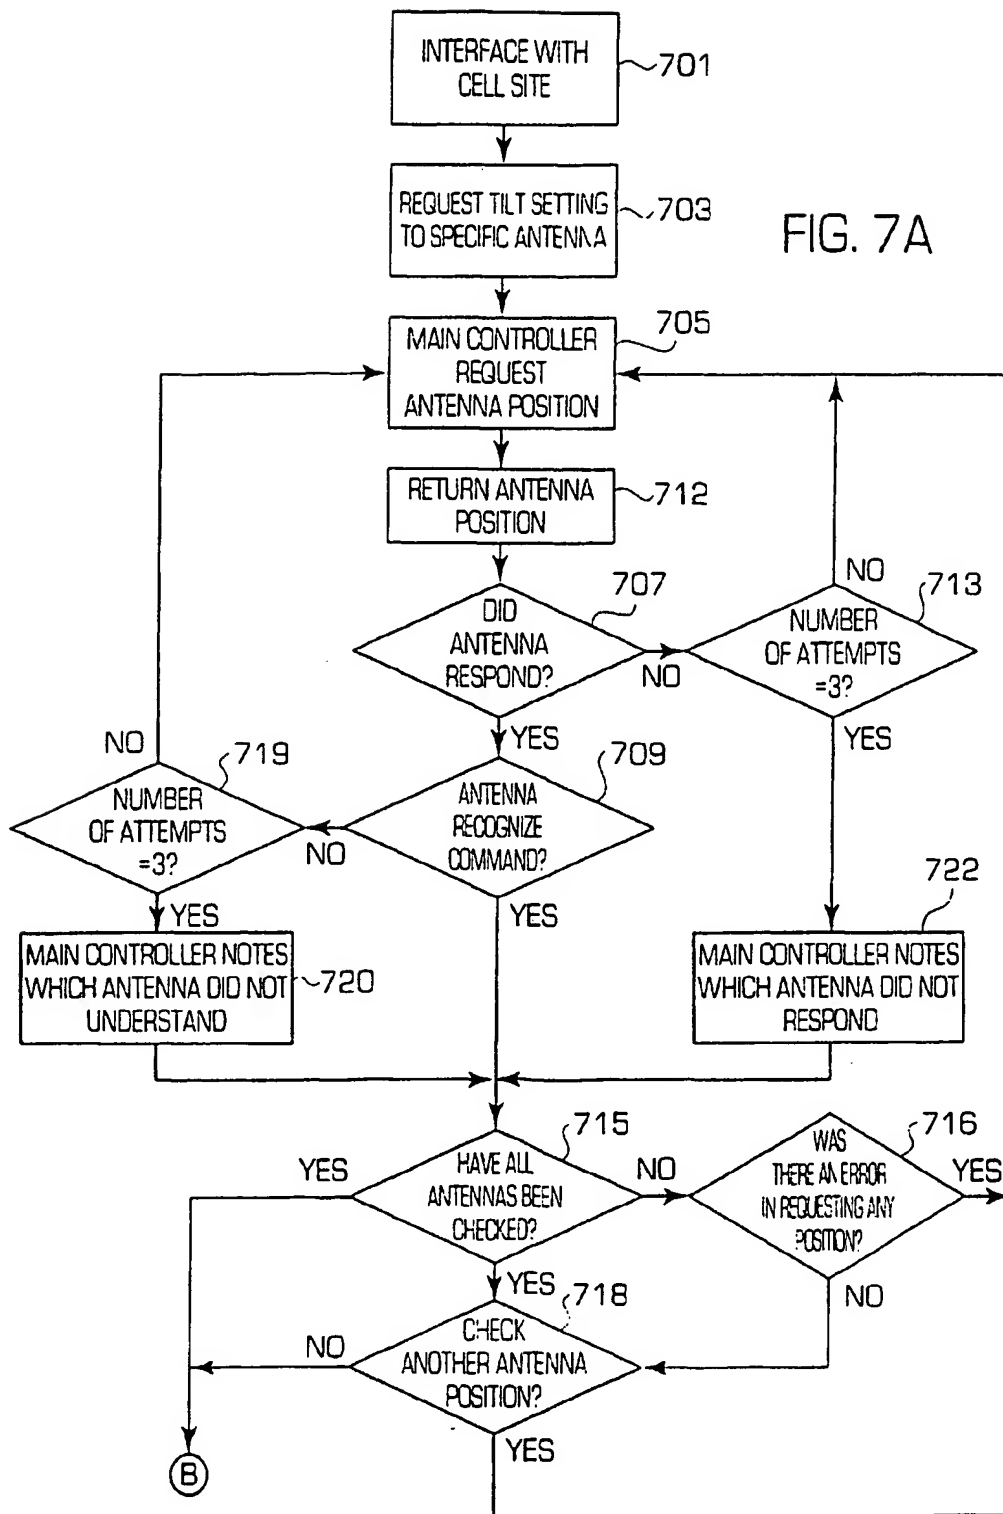 INTERFACE WITH
CELL SITE
701
REQUEST TILT SETTING
TO SPECIFIC ANTENNA
703
FIG. 7A
MAIN CONTROLLER
REQUEST
ANTENNA POSITION
705
RETURN ANTENNA
POSITION
712
DID
ANTENNA
RESPOND?
707
NO
YES
NUMBER
OF ATTEMPTS
=3?
713
NO
YES
ANTENNA
RECOGNIZE
COMMAND?
709
NO
YES
NUMBER
OF ATTEMPTS
=3?
719
NO
YES
MAIN CONTROLLER NOTES
WHICH ANTENNA DID NOT
UNDERSTAND
720
MAIN CONTROLLER NOTES
WHICH ANTENNA DID NOT
RESPOND
722
HAVE ALL
ANTENNAS BEEN
CHECKED?
715
YES
NO
YES
WAS
THERE AN ERROR
IN REQUESTING ANY
POSITION?
716
YES
NO
CHECK
ANOTHER ANTENNA
POSITION?
718
NO
YES
B